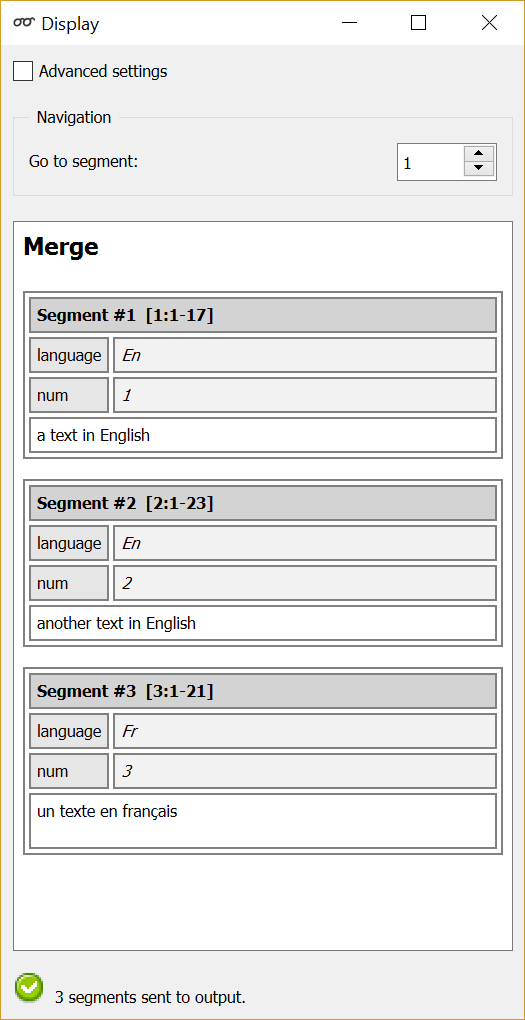 Display
Advanced settings
Navigation
Go to segment: 1
Merge
Segment #1 [1:1-17]
language En
num 1
a text in English
Segment #2 [2:1-23]
language En
num 2
another text in English
Segment #3 [3:1-21]
language Fr
num 3
un texte en français
3 segments sent to output.